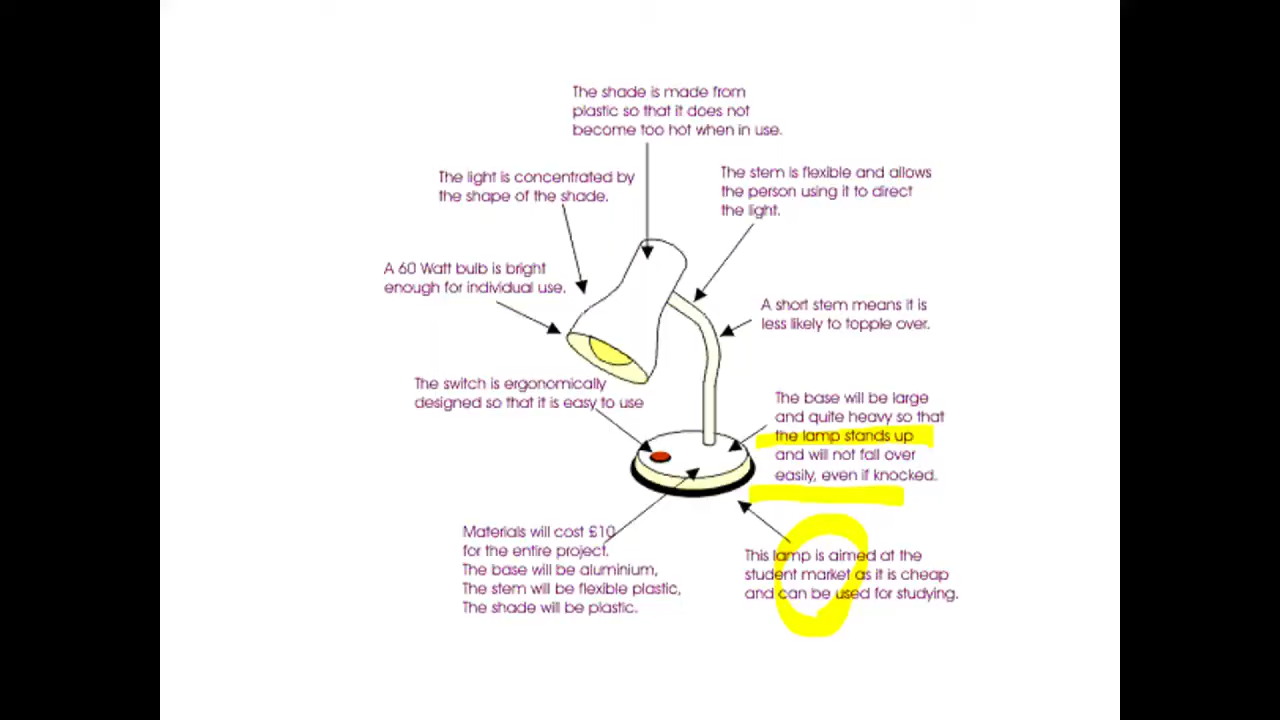 The shade is made from
plastic so that it does not
become too hot when in use.
The light is concentrated by
the shape of the shade.
The stem is flexible and allows
the person using it to direct
the light.
A 60 Watt bulb is bright
enough for individual use.
A short stem means it is
less likely to topple over.
The switch is ergonomically
designed so that it is easy to use
The base will be large
and quite heavy so that
the lamp stands up
and will not fall over
easily, even if knocked.
Materials will cost £10
for the entire project.
The base will be aluminium,
The stem will be flexible plastic,
The shade will be plastic.
This lamp is aimed at the
student market as it is cheap
and can be used for studying.